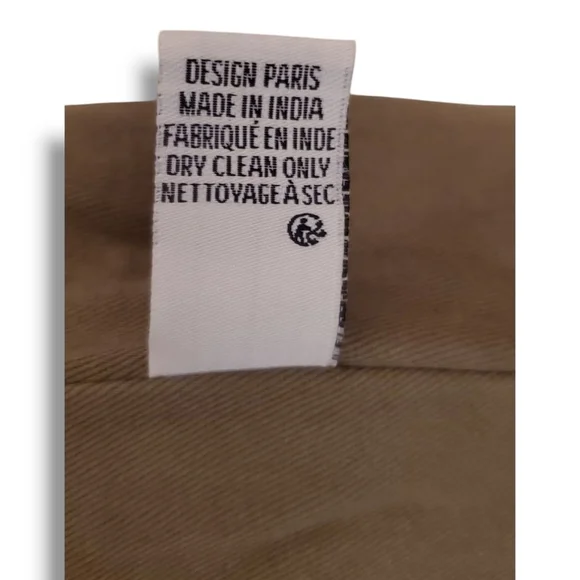 DESIGN PARIS
MADE IN INDIA
FABRIQUÉ EN INDE
DRY CLEAN ONLY
NETTOYAGE À SEC